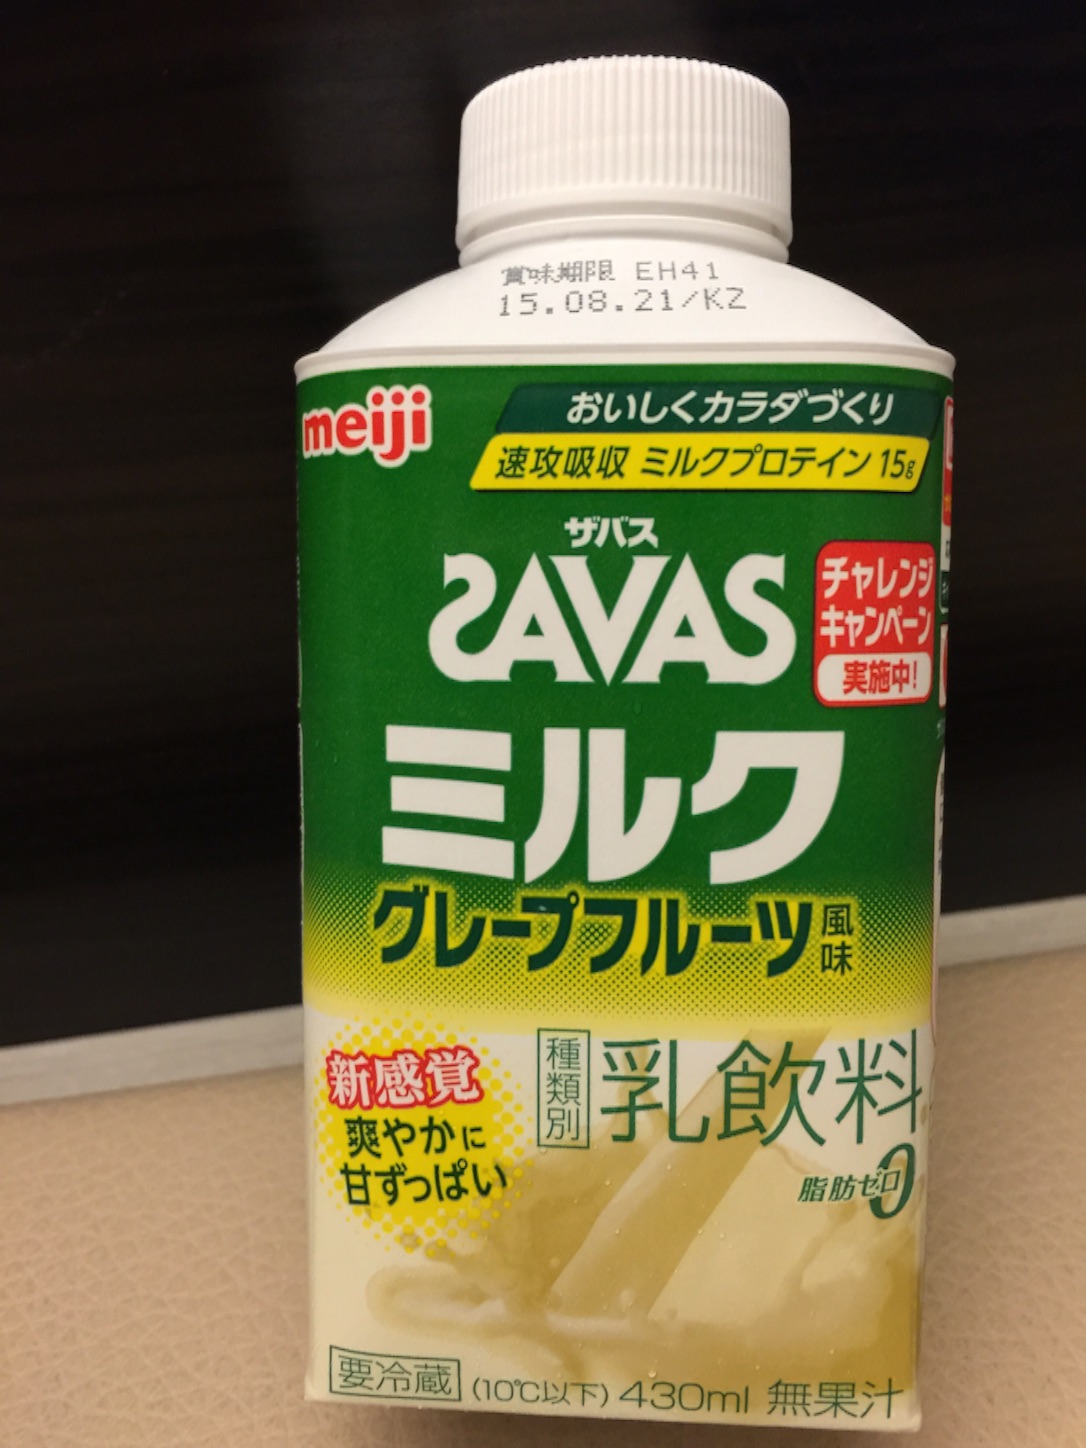 賞味期限 EH41
15.08.21/KZ
meiji
おいしくカラダづくり
速攻吸収 ミルクプロテイン 15g
ザバス
SAVAS
チャレンジ
キャンペーン
実施中!
ミルク
グレープフルーツ風味
新感覚
爽やかに
甘ずっぱい
種類別 乳飲料
脂肪ゼロ0
要冷蔵 (10℃以下) 430ml 無果汁